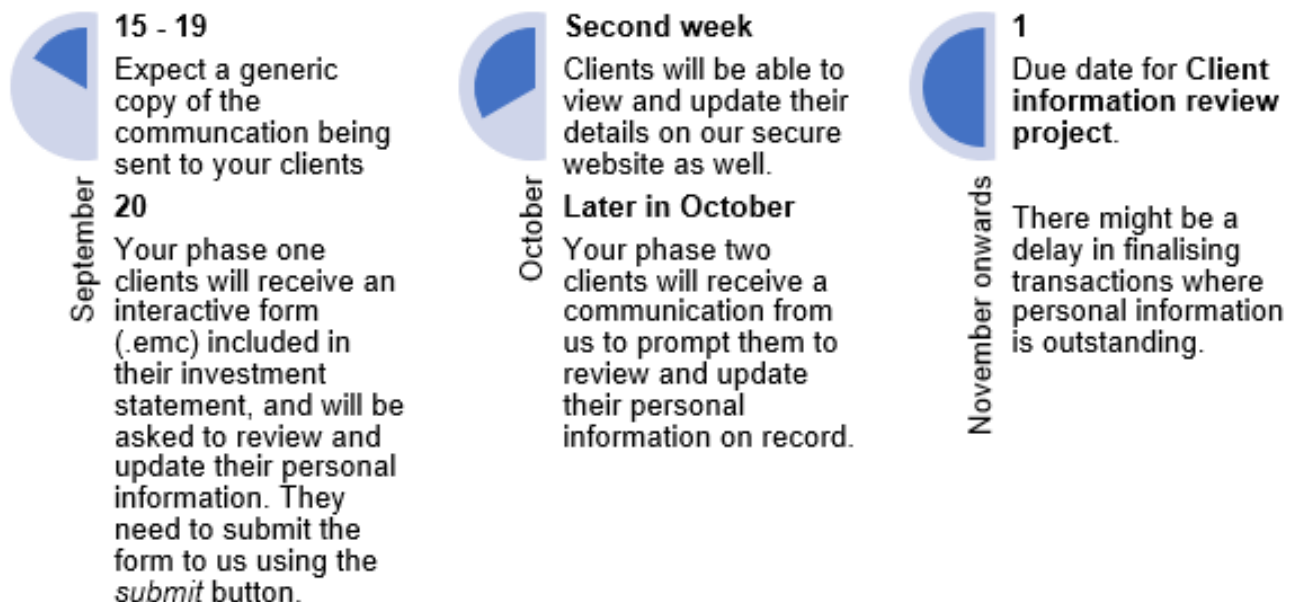 September
15 - 19
Expect a generic
copy of the
communcation being
sent to your clients
20
Your phase one
clients will receive an
interactive form
(.emc) included in
their investment
statement, and will be
asked to review and
update their personal
information. They
need to submit the
form to us using the
submit button.
October
Second week
Clients will be able to
view and update their
details on our secure
website as well.
Later in October
Your phase two
clients will receive a
communication from
us to prompt them to
review and update
their personal
information on record.
November onwards
1
Due date for Client
information review
project.
There might be a
delay in finalising
transactions where
personal information
is outstanding.